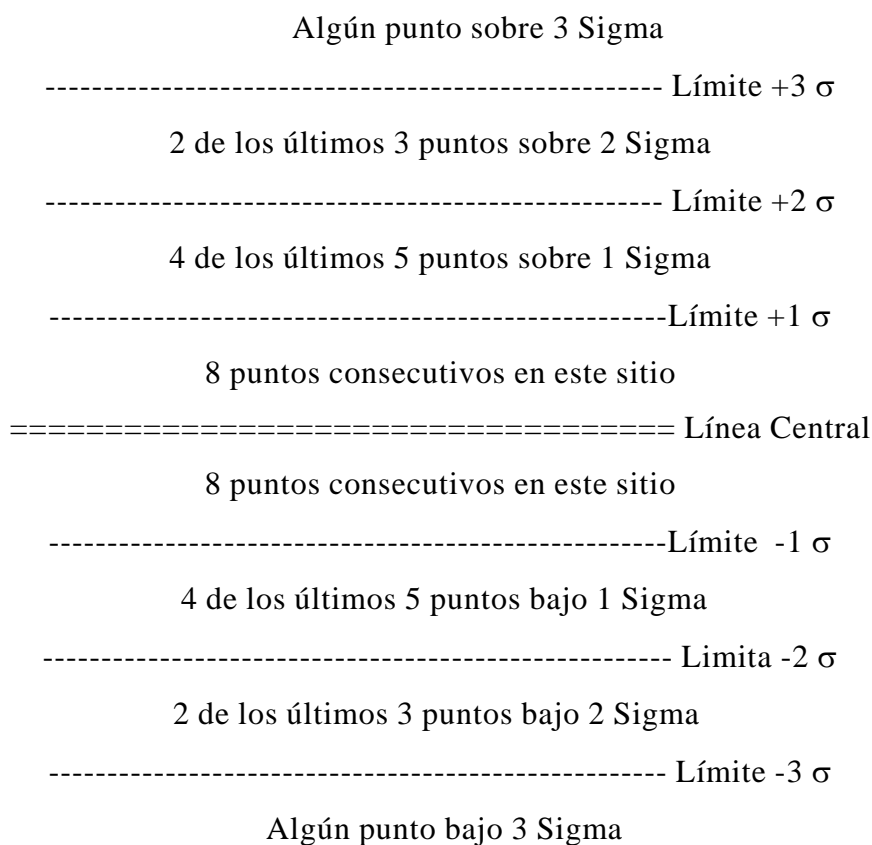 Algún punto sobre 3 Sigma
----------------------------------------------------- Límite +3 σ
2 de los últimos 3 puntos sobre 2 Sigma
----------------------------------------------------- Límite +2 σ
4 de los últimos 5 puntos sobre 1 Sigma
-----------------------------------------------------Límite +1 σ
8 puntos consecutivos en este sitio
=================================== Línea Central
8 puntos consecutivos en este sitio
-----------------------------------------------------Límite -1 σ
4 de los últimos 5 puntos bajo 1 Sigma
------------------------------------------------------ Limita -2 σ
2 de los últimos 3 puntos bajo 2 Sigma
----------------------------------------------------- Límite -3 σ
Algún punto bajo 3 Sigma